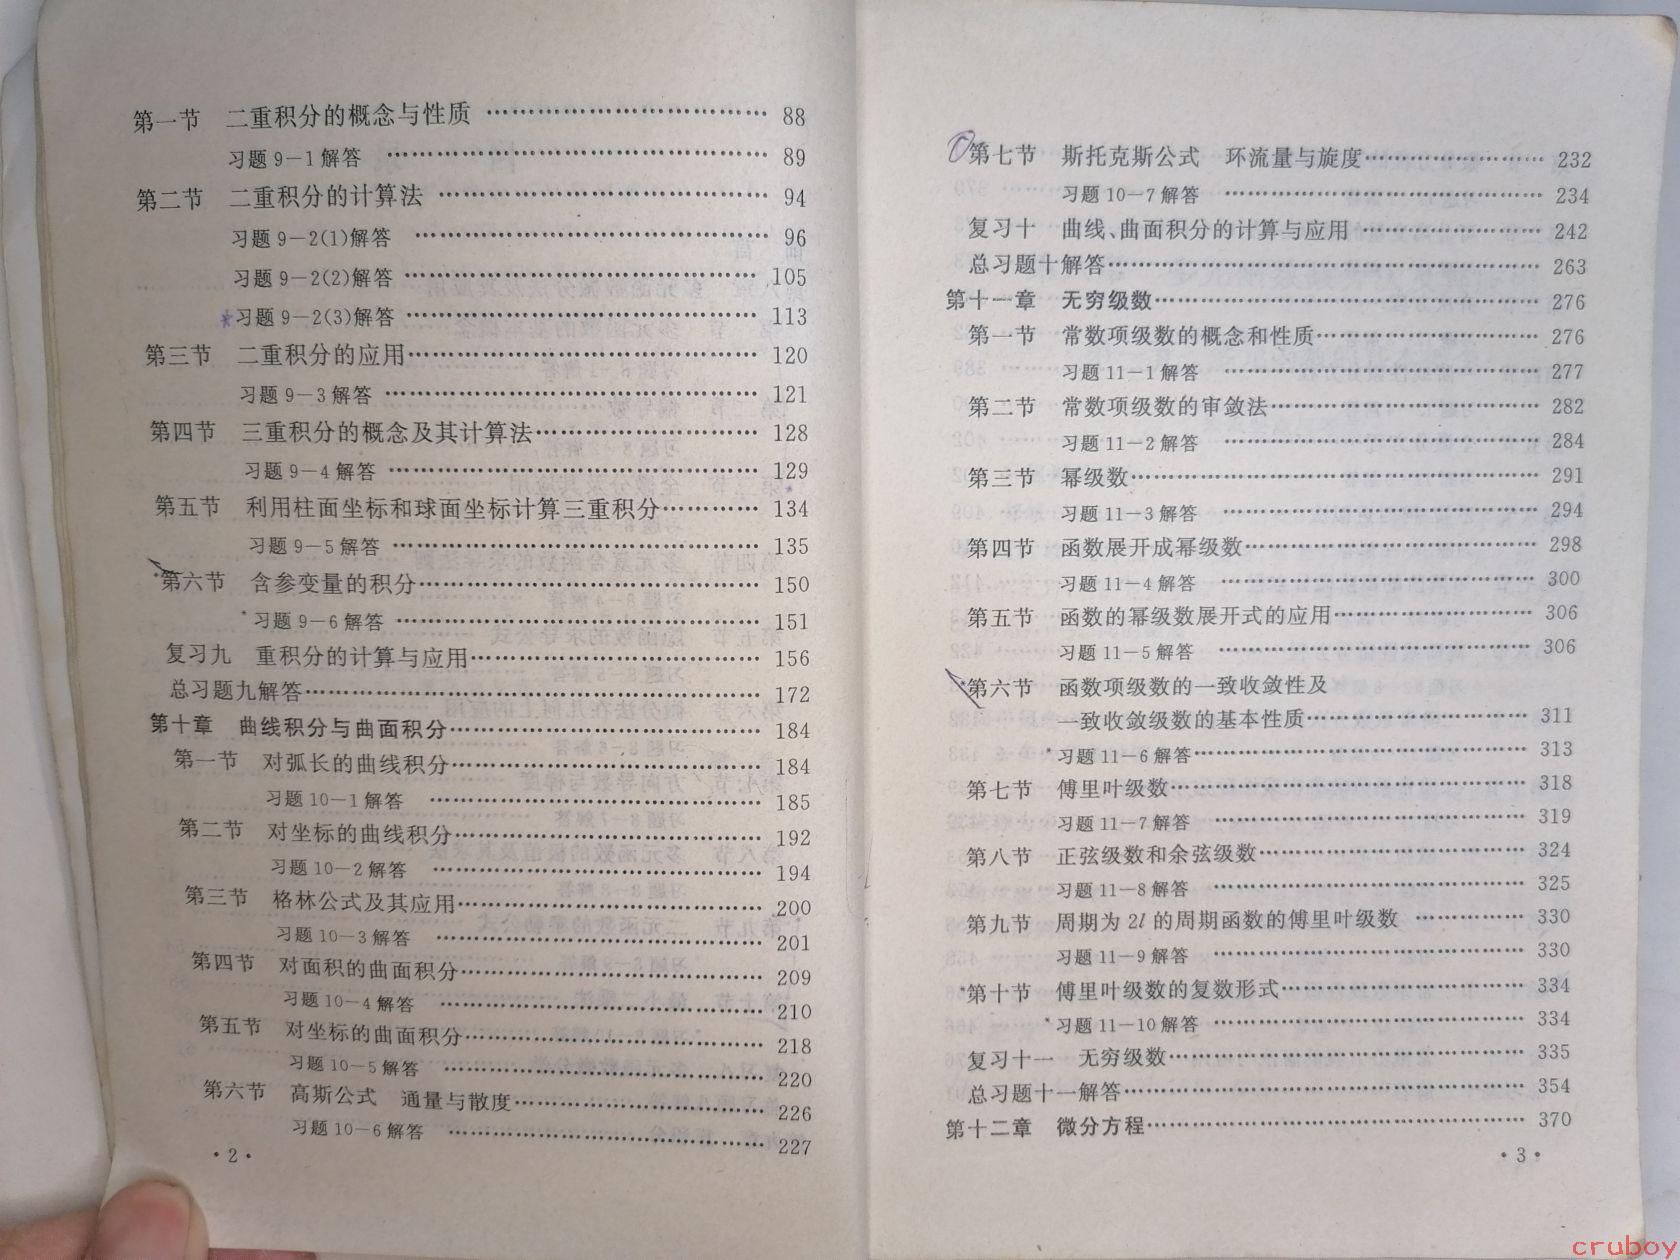 第一节 二重积分的概念与性质 …… 88
习题 9-1 解答 …… 89
第二节 二重积分的计算法 …… 94
习题 9-2(1)解答 …… 96
习题 9-2(2)解答 …… 105
*习题 9-2(3)解答 …… 113
第三节 二重积分的应用 …… 120
习题 9-3 解答 …… 121
第四节 三重积分的概念及其计算法 …… 128
习题 9-4 解答 …… 129
第五节 利用柱面坐标和球面坐标计算三重积分 …… 134
习题 9-5 解答 …… 135
*第六节 含参变量的积分 …… 150
*习题 9-6 解答 …… 151
复习九 重积分的计算与应用 …… 156
总习题九解答 …… 172
第十章 曲线积分与曲面积分 …… 184
第一节 对弧长的曲线积分 …… 184
习题 10-1 解答 …… 185
第二节 对坐标的曲线积分 …… 192
习题 10-2 解答 …… 194
第三节 格林公式及其应用 …… 200
习题 10-3 解答 …… 201
第四节 对面积的曲面积分 …… 209
习题 10-4 解答 …… 210
第五节 对坐标的曲面积分 …… 218
习题 10-5 解答 …… 220
第六节 高斯公式 通量与散度 …… 226
习题 10-6 解答 …… 227
·2·
第七节 斯托克斯公式 环流量与旋度 …… 232
习题 10-7 解答 …… 234
复习十 曲线、曲面积分的计算与应用 …… 242
总习题十解答 …… 263
第十一章 无穷级数 …… 276
第一节 常数项级数的概念和性质 …… 276
习题 11-1 解答 …… 277
第二节 常数项级数的审敛法 …… 282
习题 11-2 解答 …… 284
第三节 幂级数 …… 291
习题 11-3 解答 …… 294
第四节 函数展开成幂级数 …… 298
习题 11-4 解答 …… 300
第五节 函数的幂级数展开式的应用 …… 306
习题 11-5 解答 …… 306
*第六节 函数项级数的一致收敛性及
一致收敛级数的基本性质 …… 311
*习题 11-6 解答 …… 313
第七节 傅里叶级数 …… 318
习题 11-7 解答 …… 319
第八节 正弦级数和余弦级数 …… 324
习题 11-8 解答 …… 325
第九节 周期为 2l 的周期函数的傅里叶级数 …… 330
习题 11-9 解答 …… 330
*第十节 傅里叶级数的复数形式 …… 334
*习题 11-10 解答 …… 334
复习十一 无穷级数 …… 335
总习题十一解答 …… 354
第十二章 微分方程 …… 370
·3·
cruboy